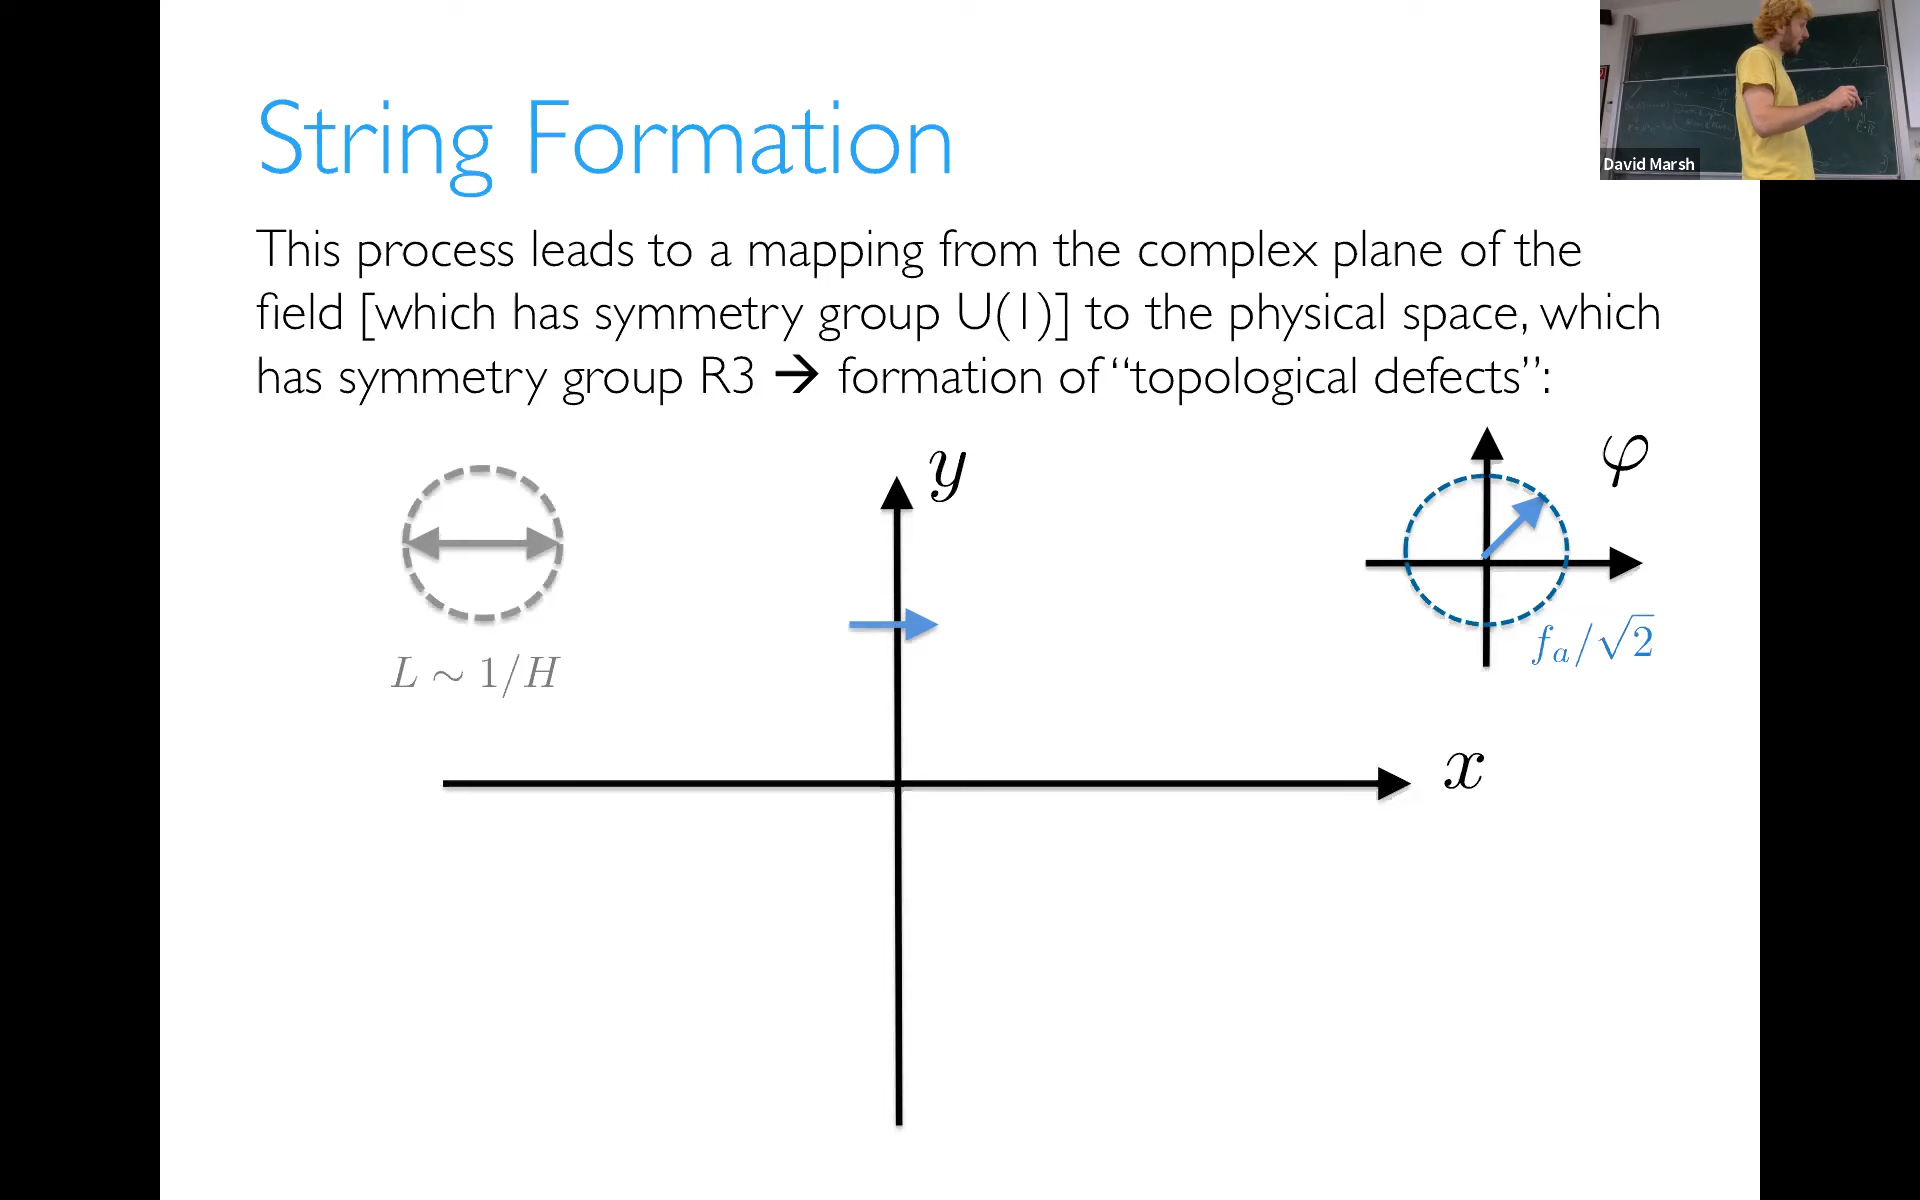 String Formation
This process leads to a mapping from the complex plane of the
field [which has symmetry group U(1)] to the physical space, which
has symmetry group R3 → formation of “topological defects”:
y
φ
L ∼ 1/H
f_a/√2
x
David Marsh